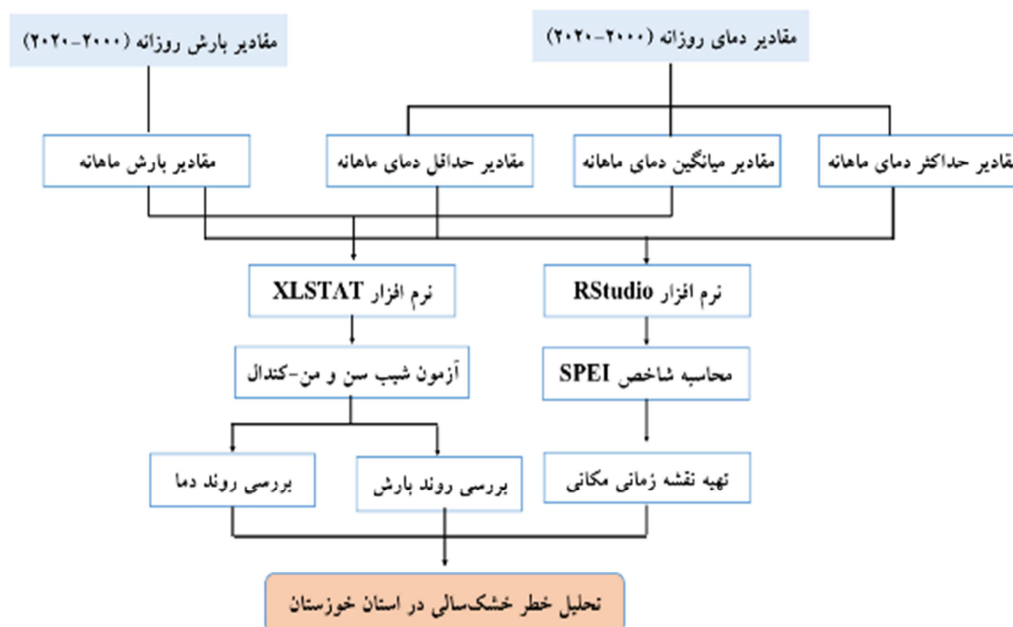 مقادیر دمای روزانه (۲۰۰۰-۲۰۲۰)
مقادیر بارش روزانه (۲۰۰۰-۲۰۲۰)
مقادیر حداکثر دمای ماهانه
مقادیر میانگین دمای ماهانه
مقادیر حداقل دمای ماهانه
مقادیر بارش ماهانه
نرم افزار RStudio
نرم افزار XLSTAT
محاسبه شاخص SPEI
آزمون شیب سن و من-کندال
تهیه نقشه زمانی مکانی
بررسی روند بارش
بررسی روند دما
تحلیل خطر خشک‌سالی در استان خوزستان